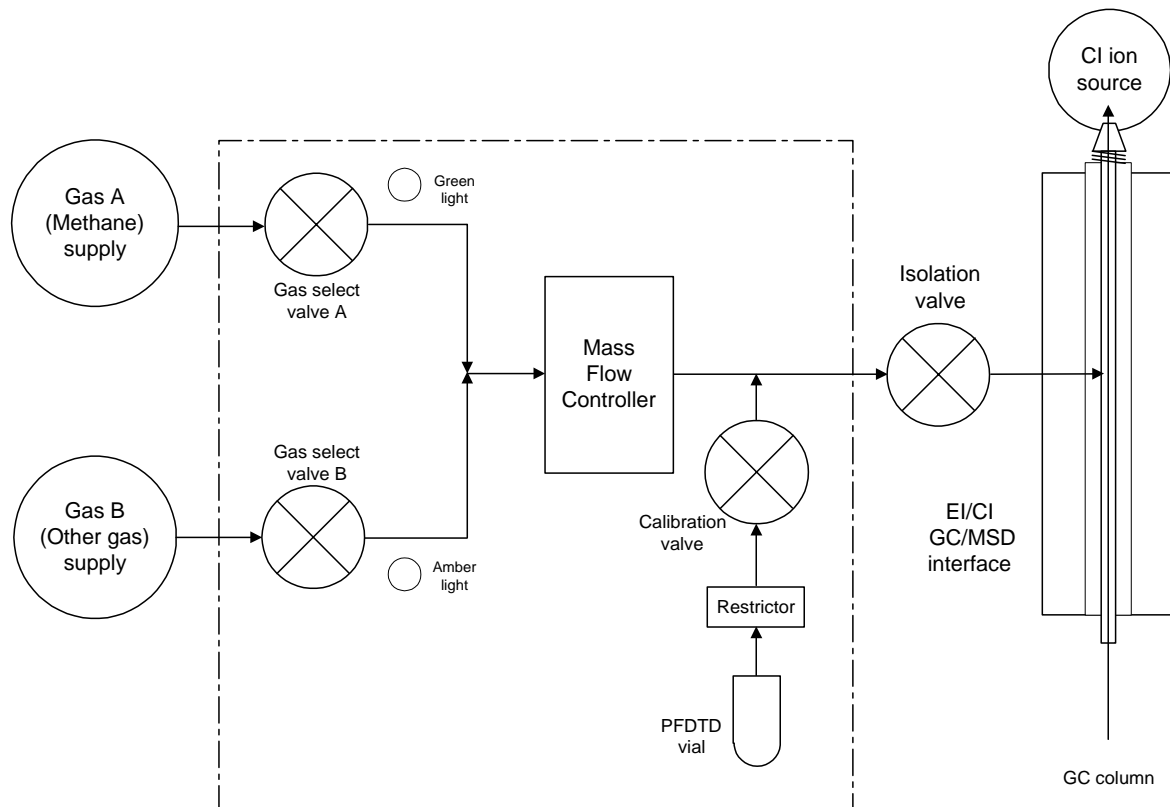 CI ion
source
Gas A
(Methane)
supply
Green
light
Gas select
valve A
Isolation
valve
Mass
Flow
Controller
Gas select
valve B
Gas B
(Other gas)
supply
Amber
light
Calibration
valve
EI/CI
GC/MSD
interface
Restrictor
PFDTD
vial
GC column